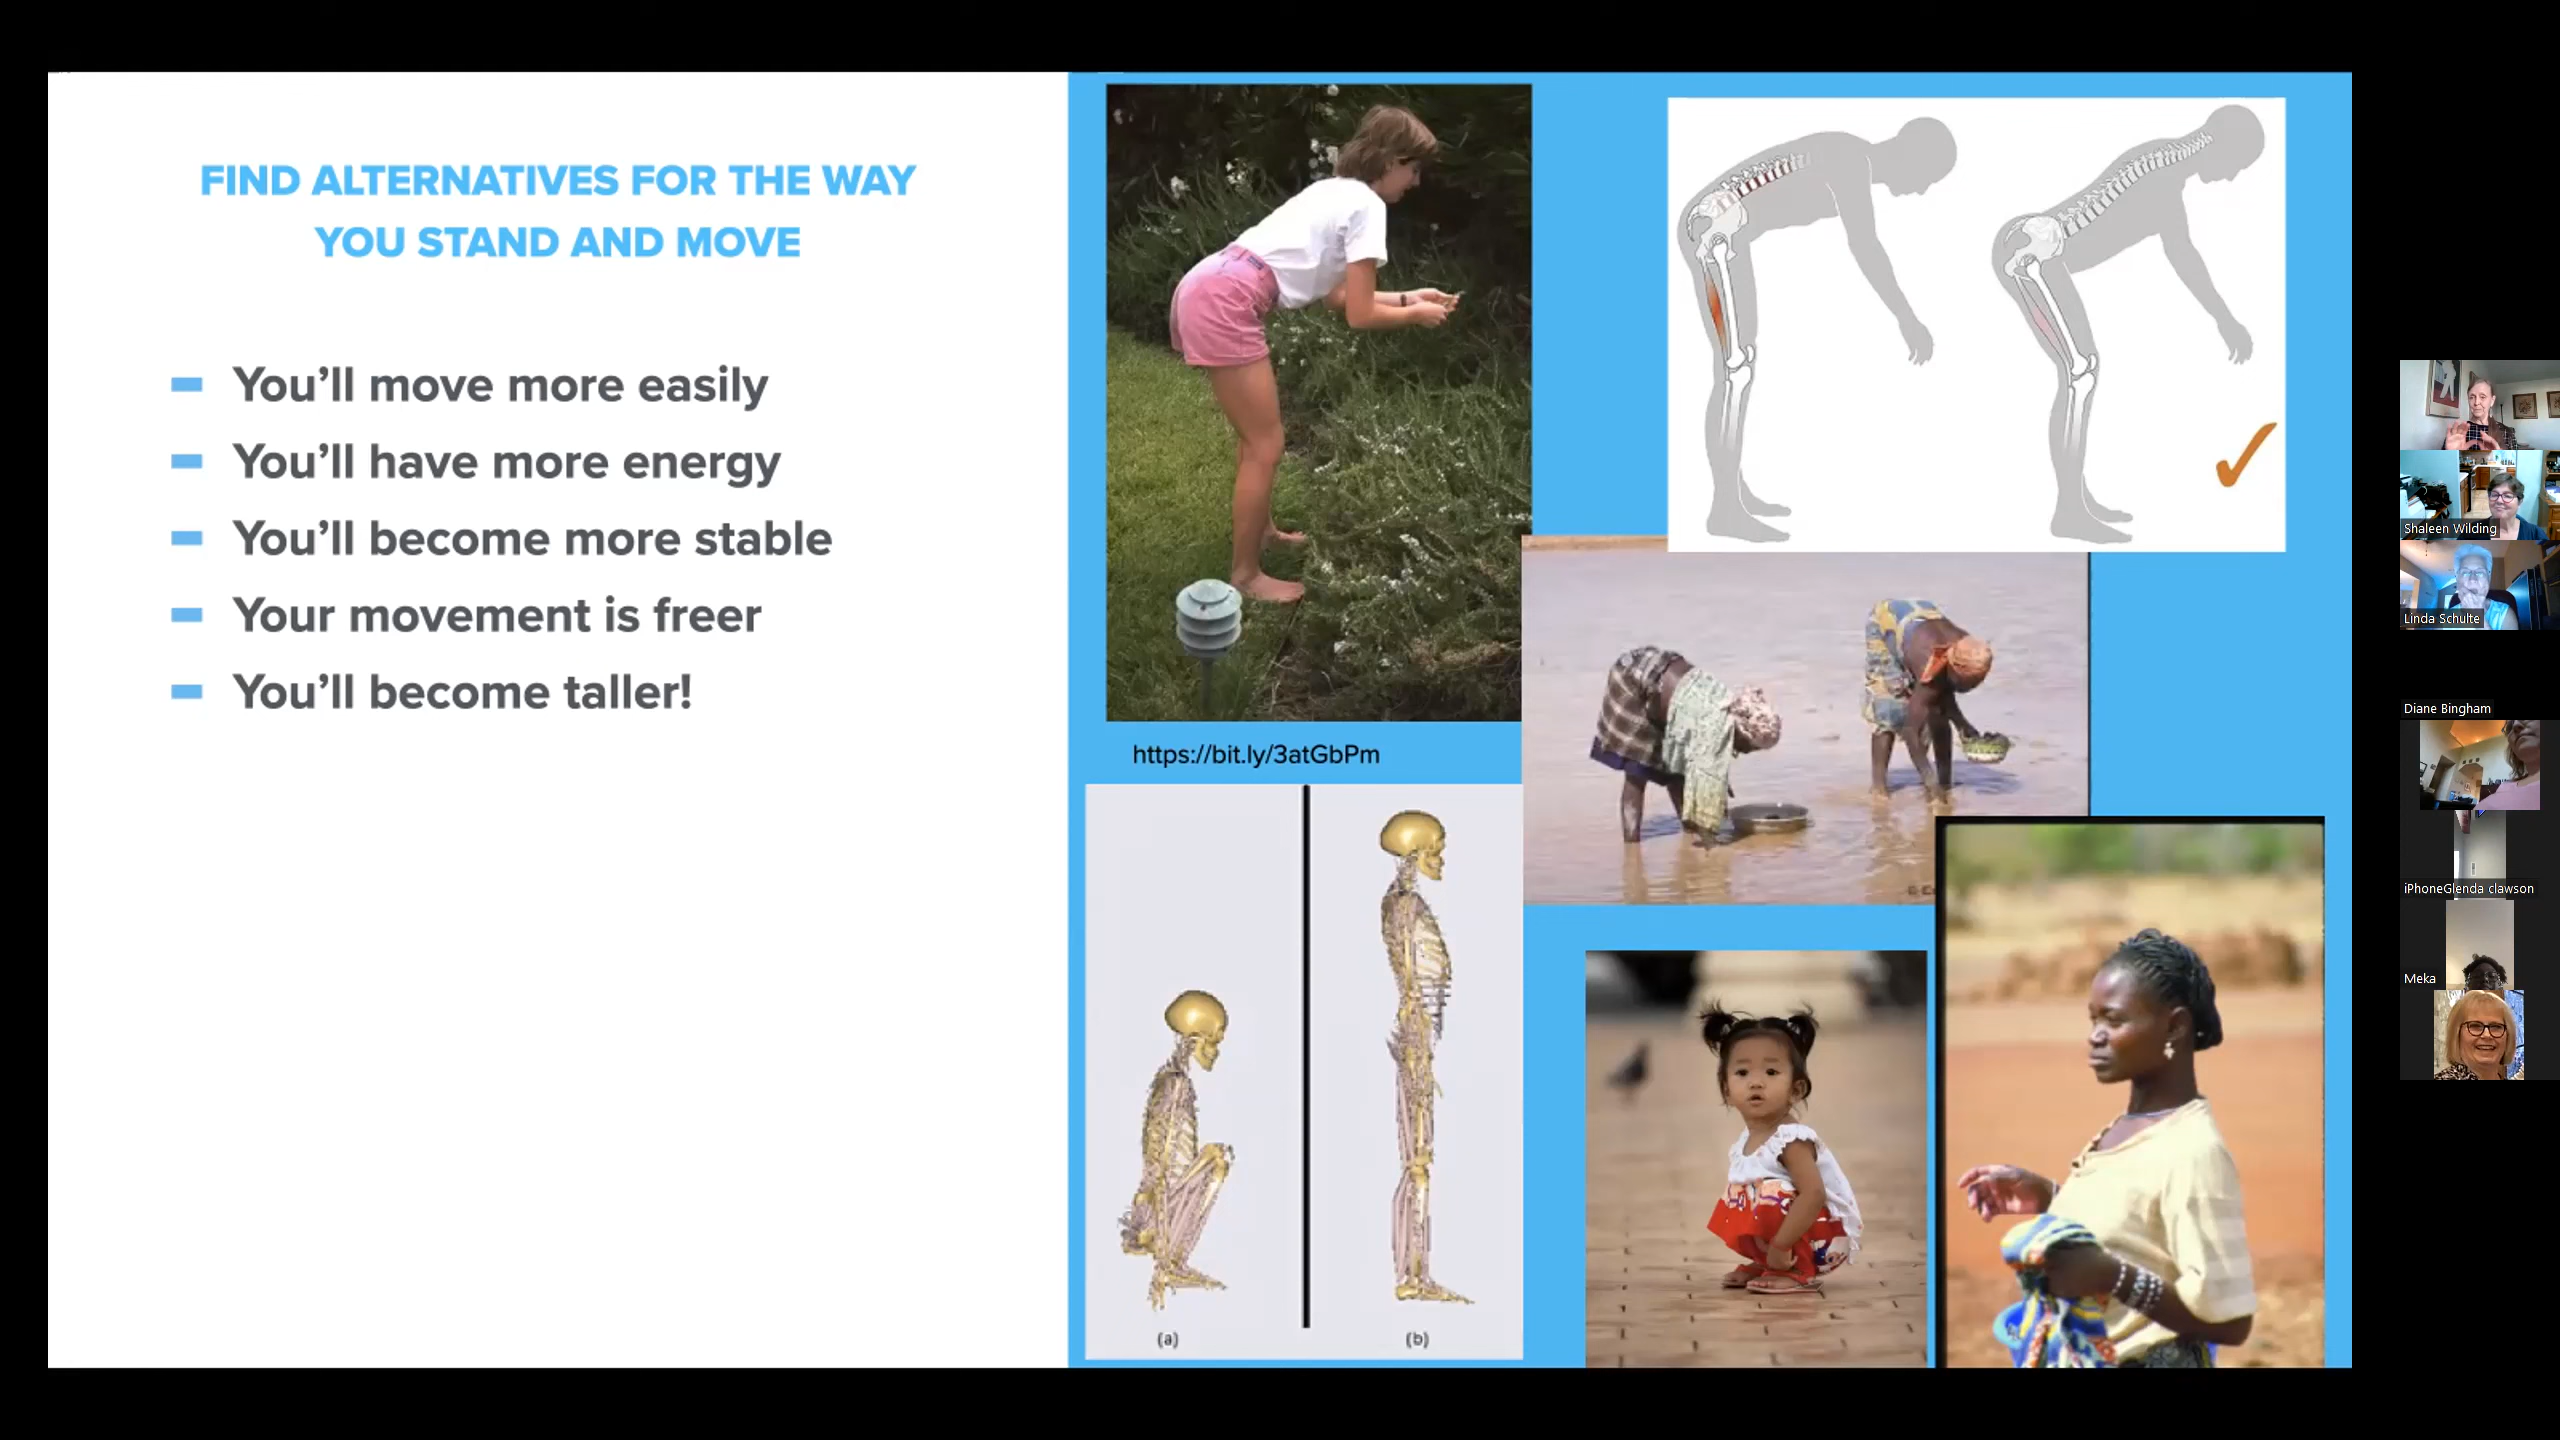 FIND ALTERNATIVES FOR THE WAY
YOU STAND AND MOVE
You'll move more easily
You'll have more energy
You'll become more stable
Your movement is freer
You'll become taller!
https://bit.ly/3atGbPm
(a)
(b)
Shaleen Wilding
Linda Schulte
Diane Bingham
iPhoneGlenda clawson
Meka